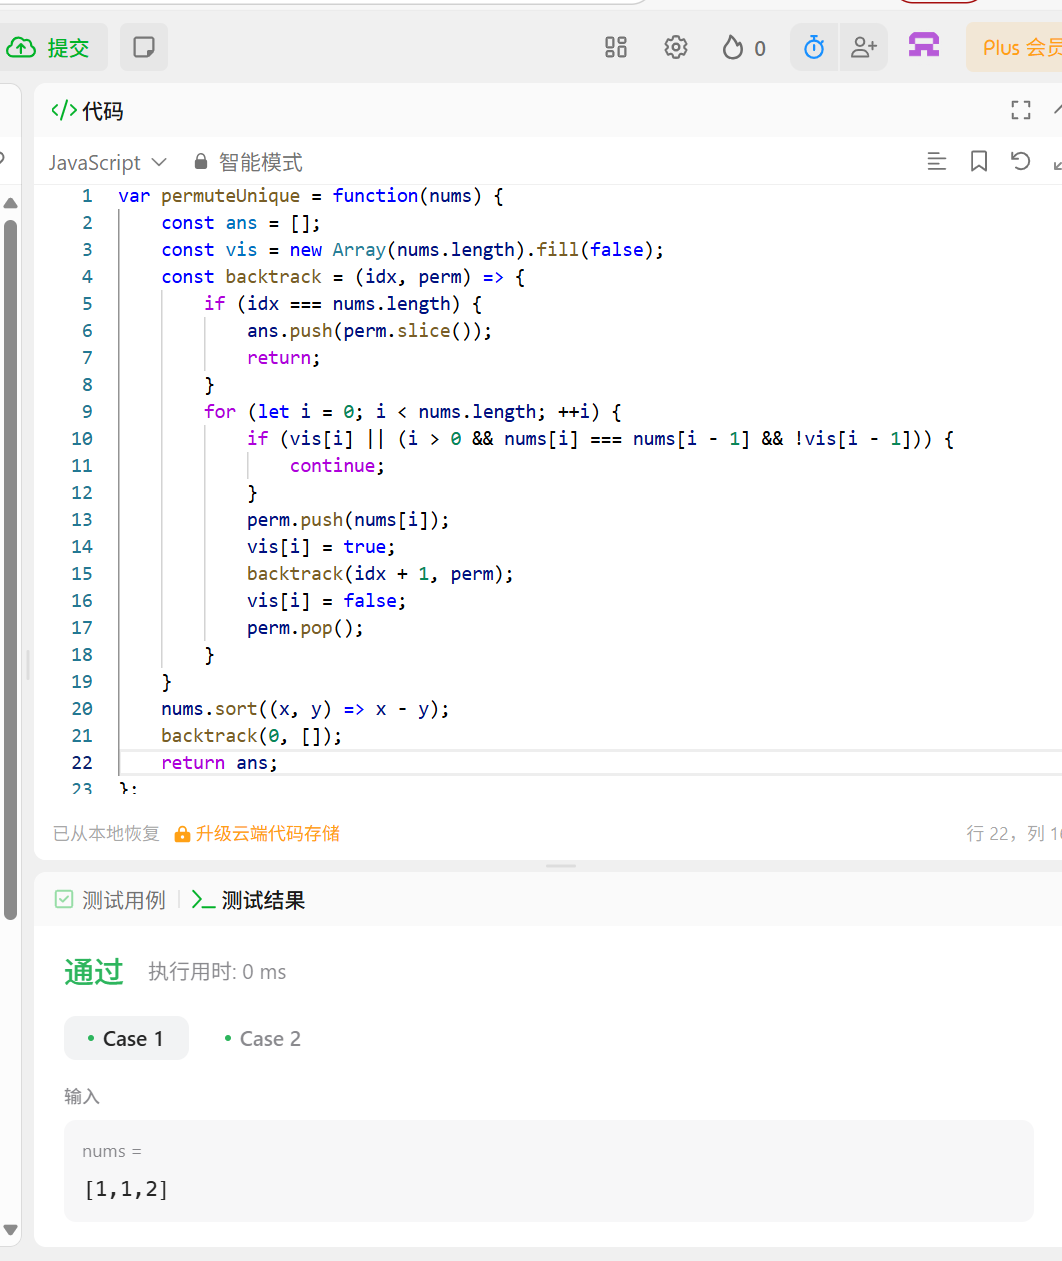 提交
0
Plus 会员
代码
JavaScript
智能模式
1 var permuteUnique = function(nums) {
2     const ans = [];
3     const vis = new Array(nums.length).fill(false);
4     const backtrack = (idx, perm) => {
5         if (idx === nums.length) {
6             ans.push(perm.slice());
7             return;
8         }
9         for (let i = 0; i < nums.length; ++i) {
10             if (vis[i] || (i > 0 && nums[i] === nums[i - 1] && !vis[i - 1])) {
11                 continue;
12             }
13             perm.push(nums[i]);
14             vis[i] = true;
15             backtrack(idx + 1, perm);
16             vis[i] = false;
17             perm.pop();
18         }
19     }
20     nums.sort((x, y) => x - y);
21     backtrack(0, []);
22     return ans;
23 };
已从本地恢复 升级云端代码存储 行 22，列 16
测试用例 测试结果
通过 执行用时: 0 ms
Case 1 Case 2
输入
nums =
[1,1,2]